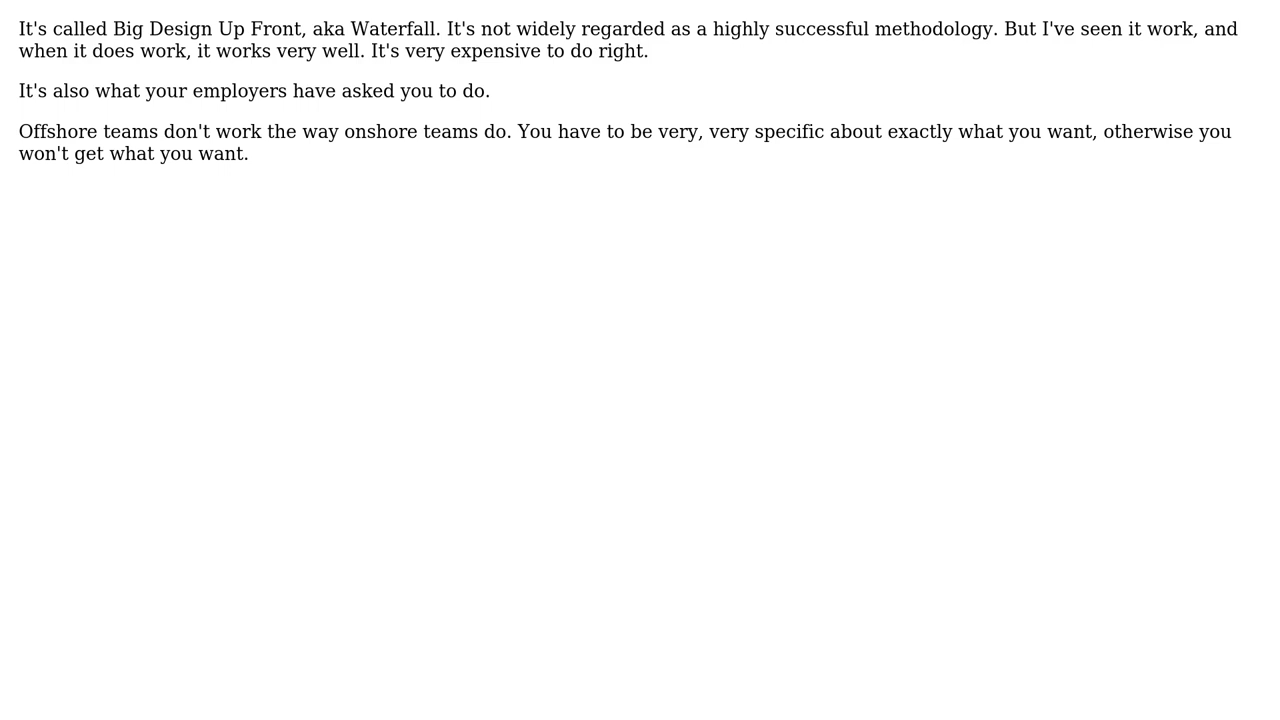 It's called Big Design Up Front, aka Waterfall. It's not widely regarded as a highly successful methodology. But I've seen it work, and
when it does work, it works very well. It's very expensive to do right.
It's also what your employers have asked you to do.
Offshore teams don't work the way onshore teams do. You have to be very, very specific about exactly what you want, otherwise you
won't get what you want.